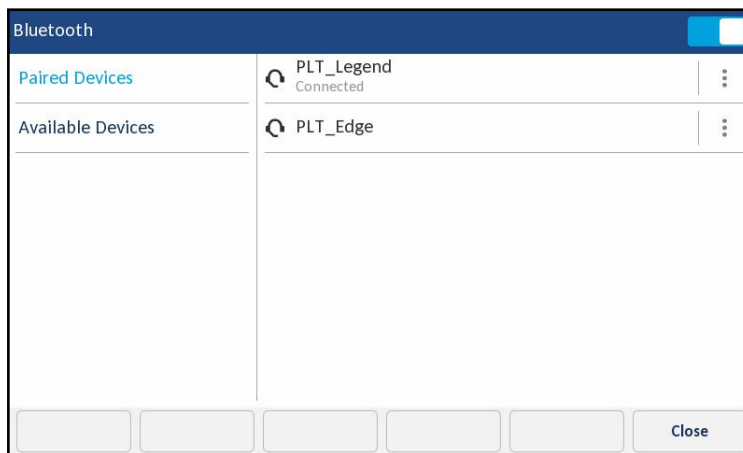 Bluetooth
Paired Devices
Available Devices
PLT_Legend
Connected
PLT_Edge
Close